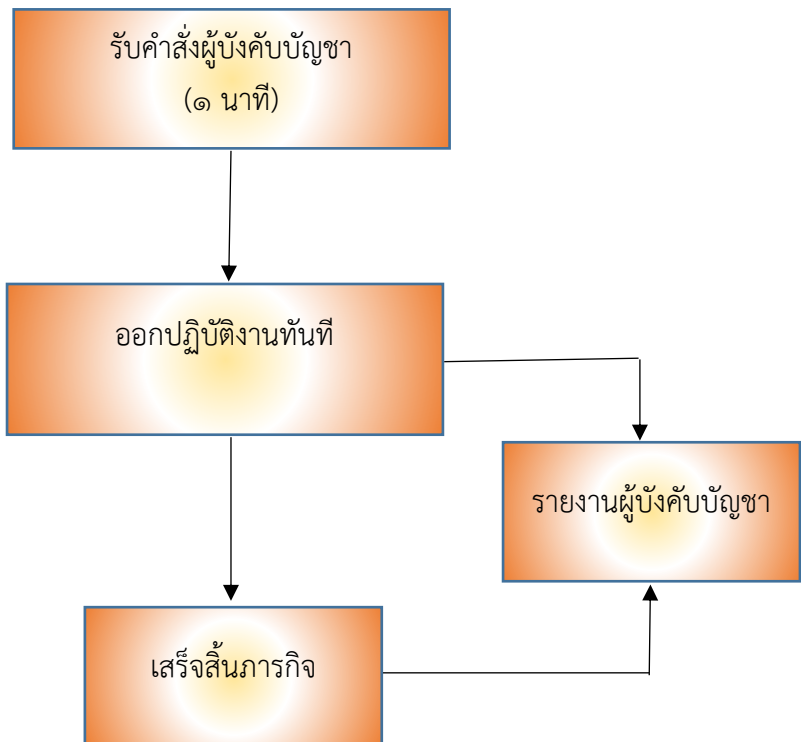 รับคำสั่งผู้บังคับบัญชา
(๑ นาที)
ออกปฏิบัติงานทันที
รายงานผู้บังคับบัญชา
เสร็จสิ้นภารกิจ